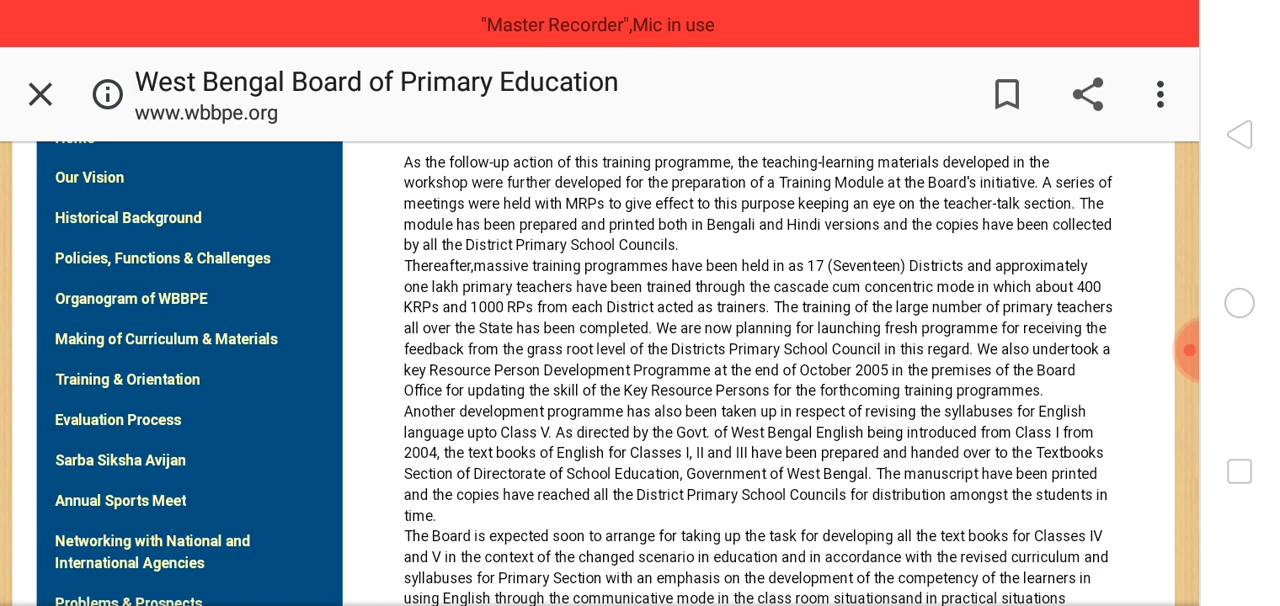 "Master Recorder",Mic in use
West Bengal Board of Primary Education
www.wbbpe.org
Home
Our Vision
Historical Background
Policies, Functions & Challenges
Organogram of WBBPE
Making of Curriculum & Materials
Training & Orientation
Evaluation Process
Sarba Siksha Avijan
Annual Sports Meet
Networking with National and
International Agencies
Problems & Prospects
As the follow-up action of this training programme, the teaching-learning materials developed in the
workshop were further developed for the preparation of a Training Module at the Board's initiative. A series of
meetings were held with MRPs to give effect to this purpose keeping an eye on the teacher-talk section. The
module has been prepared and printed both in Bengali and Hindi versions and the copies have been collected
by all the District Primary School Councils.
Thereafter,massive training programmes have been held in as 17 (Seventeen) Districts and approximately
one lakh primary teachers have been trained through the cascade cum concentric mode in which about 400
KRPs and 1000 RPs from each District acted as trainers. The training of the large number of primary teachers
all over the State has been completed. We are now planning for launching fresh programme for receiving the
feedback from the grass root level of the Districts Primary School Council in this regard. We also undertook a
key Resource Person Development Programme at the end of October 2005 in the premises of the Board
Office for updating the skill of the Key Resource Persons for the forthcoming training programmes.
Another development programme has also been taken up in respect of revising the syllabuses for English
language upto Class V. As directed by the Govt. of West Bengal English being introduced from Class I from
2004, the text books of English for Classes I, II and III have been prepared and handed over to the Textbooks
Section of Directorate of School Education, Government of West Bengal. The manuscript have been printed
and the copies have reached all the District Primary School Councils for distribution amongst the students in
time.
The Board is expected soon to arrange for taking up the task for developing all the text books for Classes IV
and V in the context of the changed scenario in education and in accordance with the revised curriculum and
syllabuses for Primary Section with an emphasis on the development of the competency of the learners in
using English through the communicative mode in the class room situationsand in practical situations